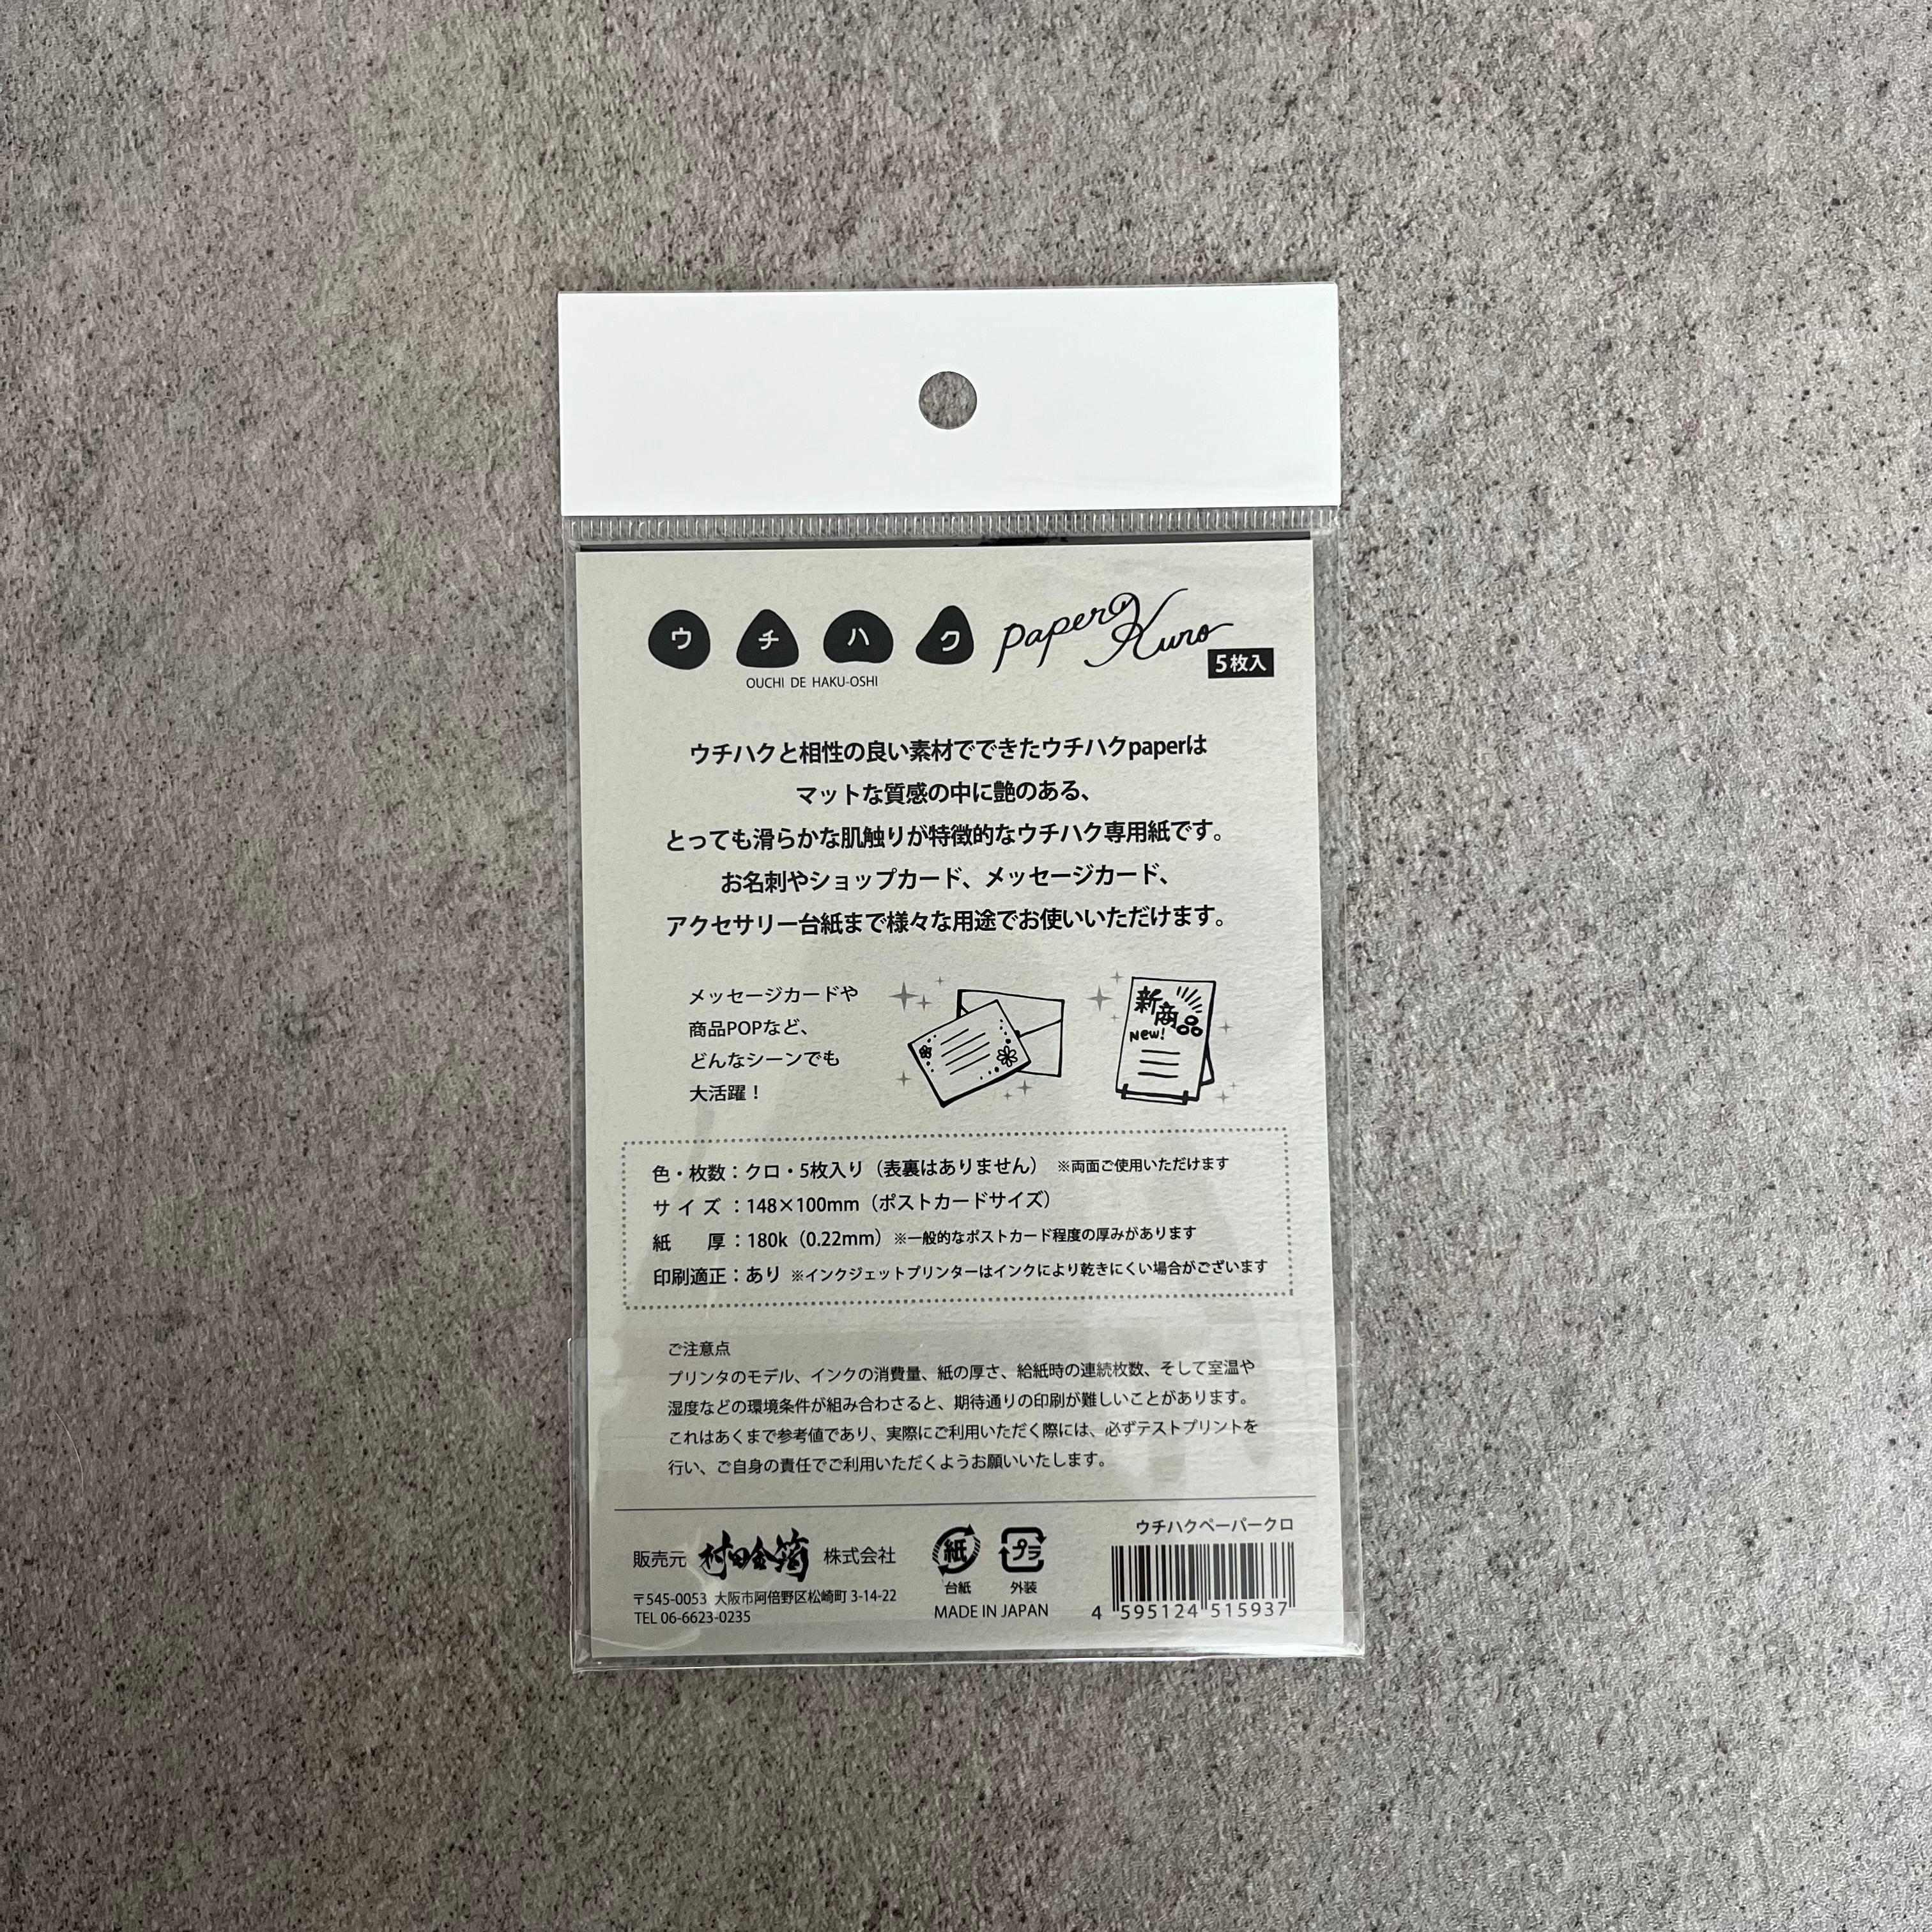 ウチハク paper Kuro
5枚入
OUCHI DE HAKU-OSHI
ウチハクと相性の良い素材でできたウチハクpaperは
マットな質感の中に艶のある、
とっても滑らかな肌触りが特徴的なウチハク専用紙です。
お名刺やショップカード、メッセージカード、
アクセサリー台紙まで様々な用途でお使いいただけます。
メッセージカードや
商品POPなど、
どんなシーンでも
大活躍！
新商品
New!
色・枚数：クロ・5枚入り（表裏はありません） ※両面ご使用いただけます
サイズ：148×100mm（ポストカードサイズ）
紙　厚：180k（0.22mm）※一般的なポストカード程度の厚みがあります
印刷適正：あり ※インクジェットプリンターはインクにより乾きにくい場合がございます
ご注意点
プリンタのモデル、インクの消費量、紙の厚さ、給紙時の連続枚数、そして室温や
湿度などの環境条件が組み合わさると、期待通りの印刷が難しいことがあります。
これはあくまで参考値であり、実際にご利用いただく際には、必ずテストプリントを
行い、ご自身の責任でご利用いただくようお願いいたします。
販売元 村田金箔 株式会社
〒545-0053 大阪市阿倍野区松崎町 3-14-22
TEL 06-6623-0235
紙 プラ
台紙 外装
MADE IN JAPAN
ウチハクペーパークロ
4 595124 515937